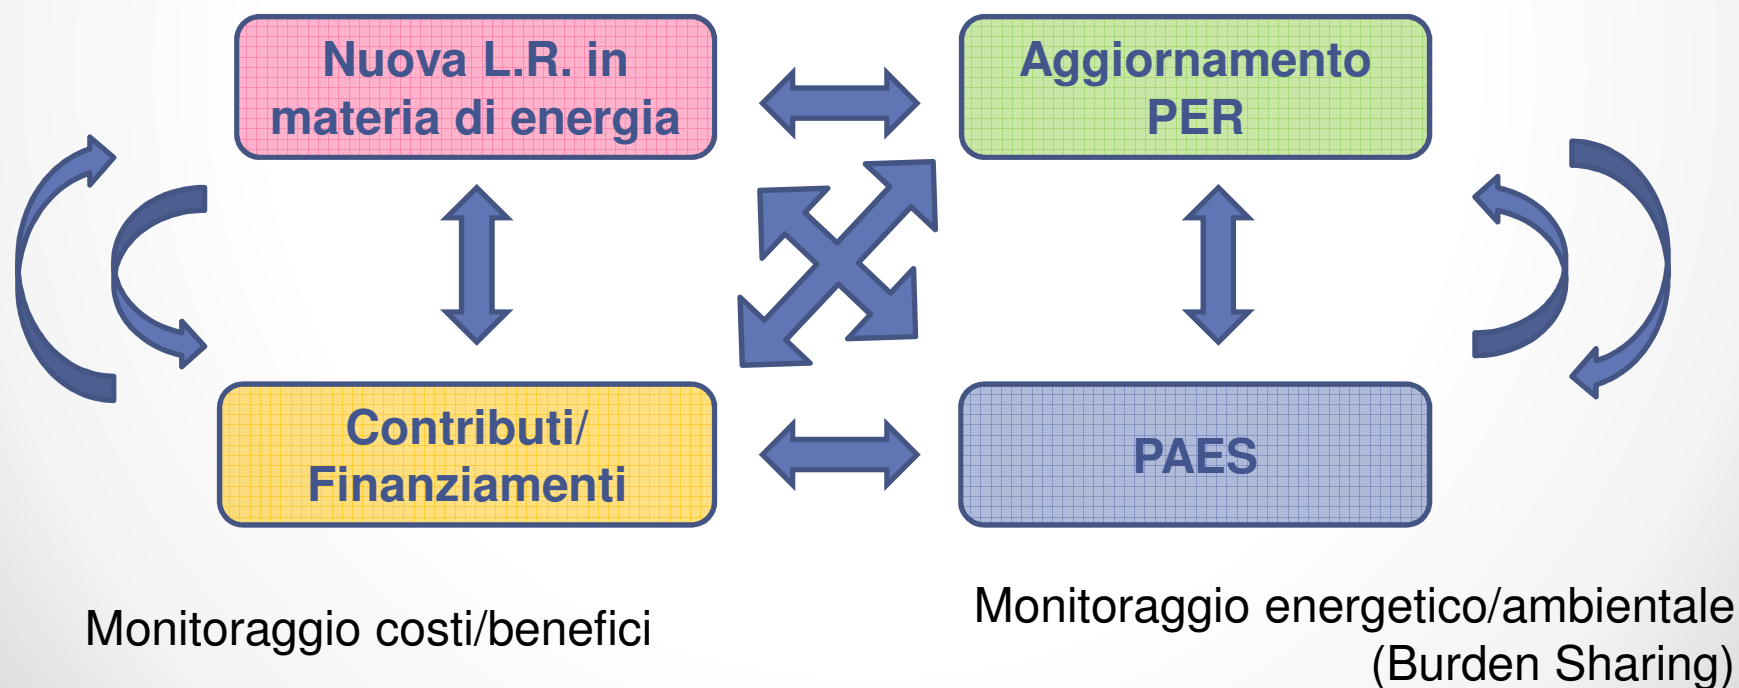 Nuova L.R. in
materia di energia
Aggiornamento
PER
Contributi/
Finanziamenti
PAES
Monitoraggio costi/benefici
Monitoraggio energetico/ambientale
(Burden Sharing)